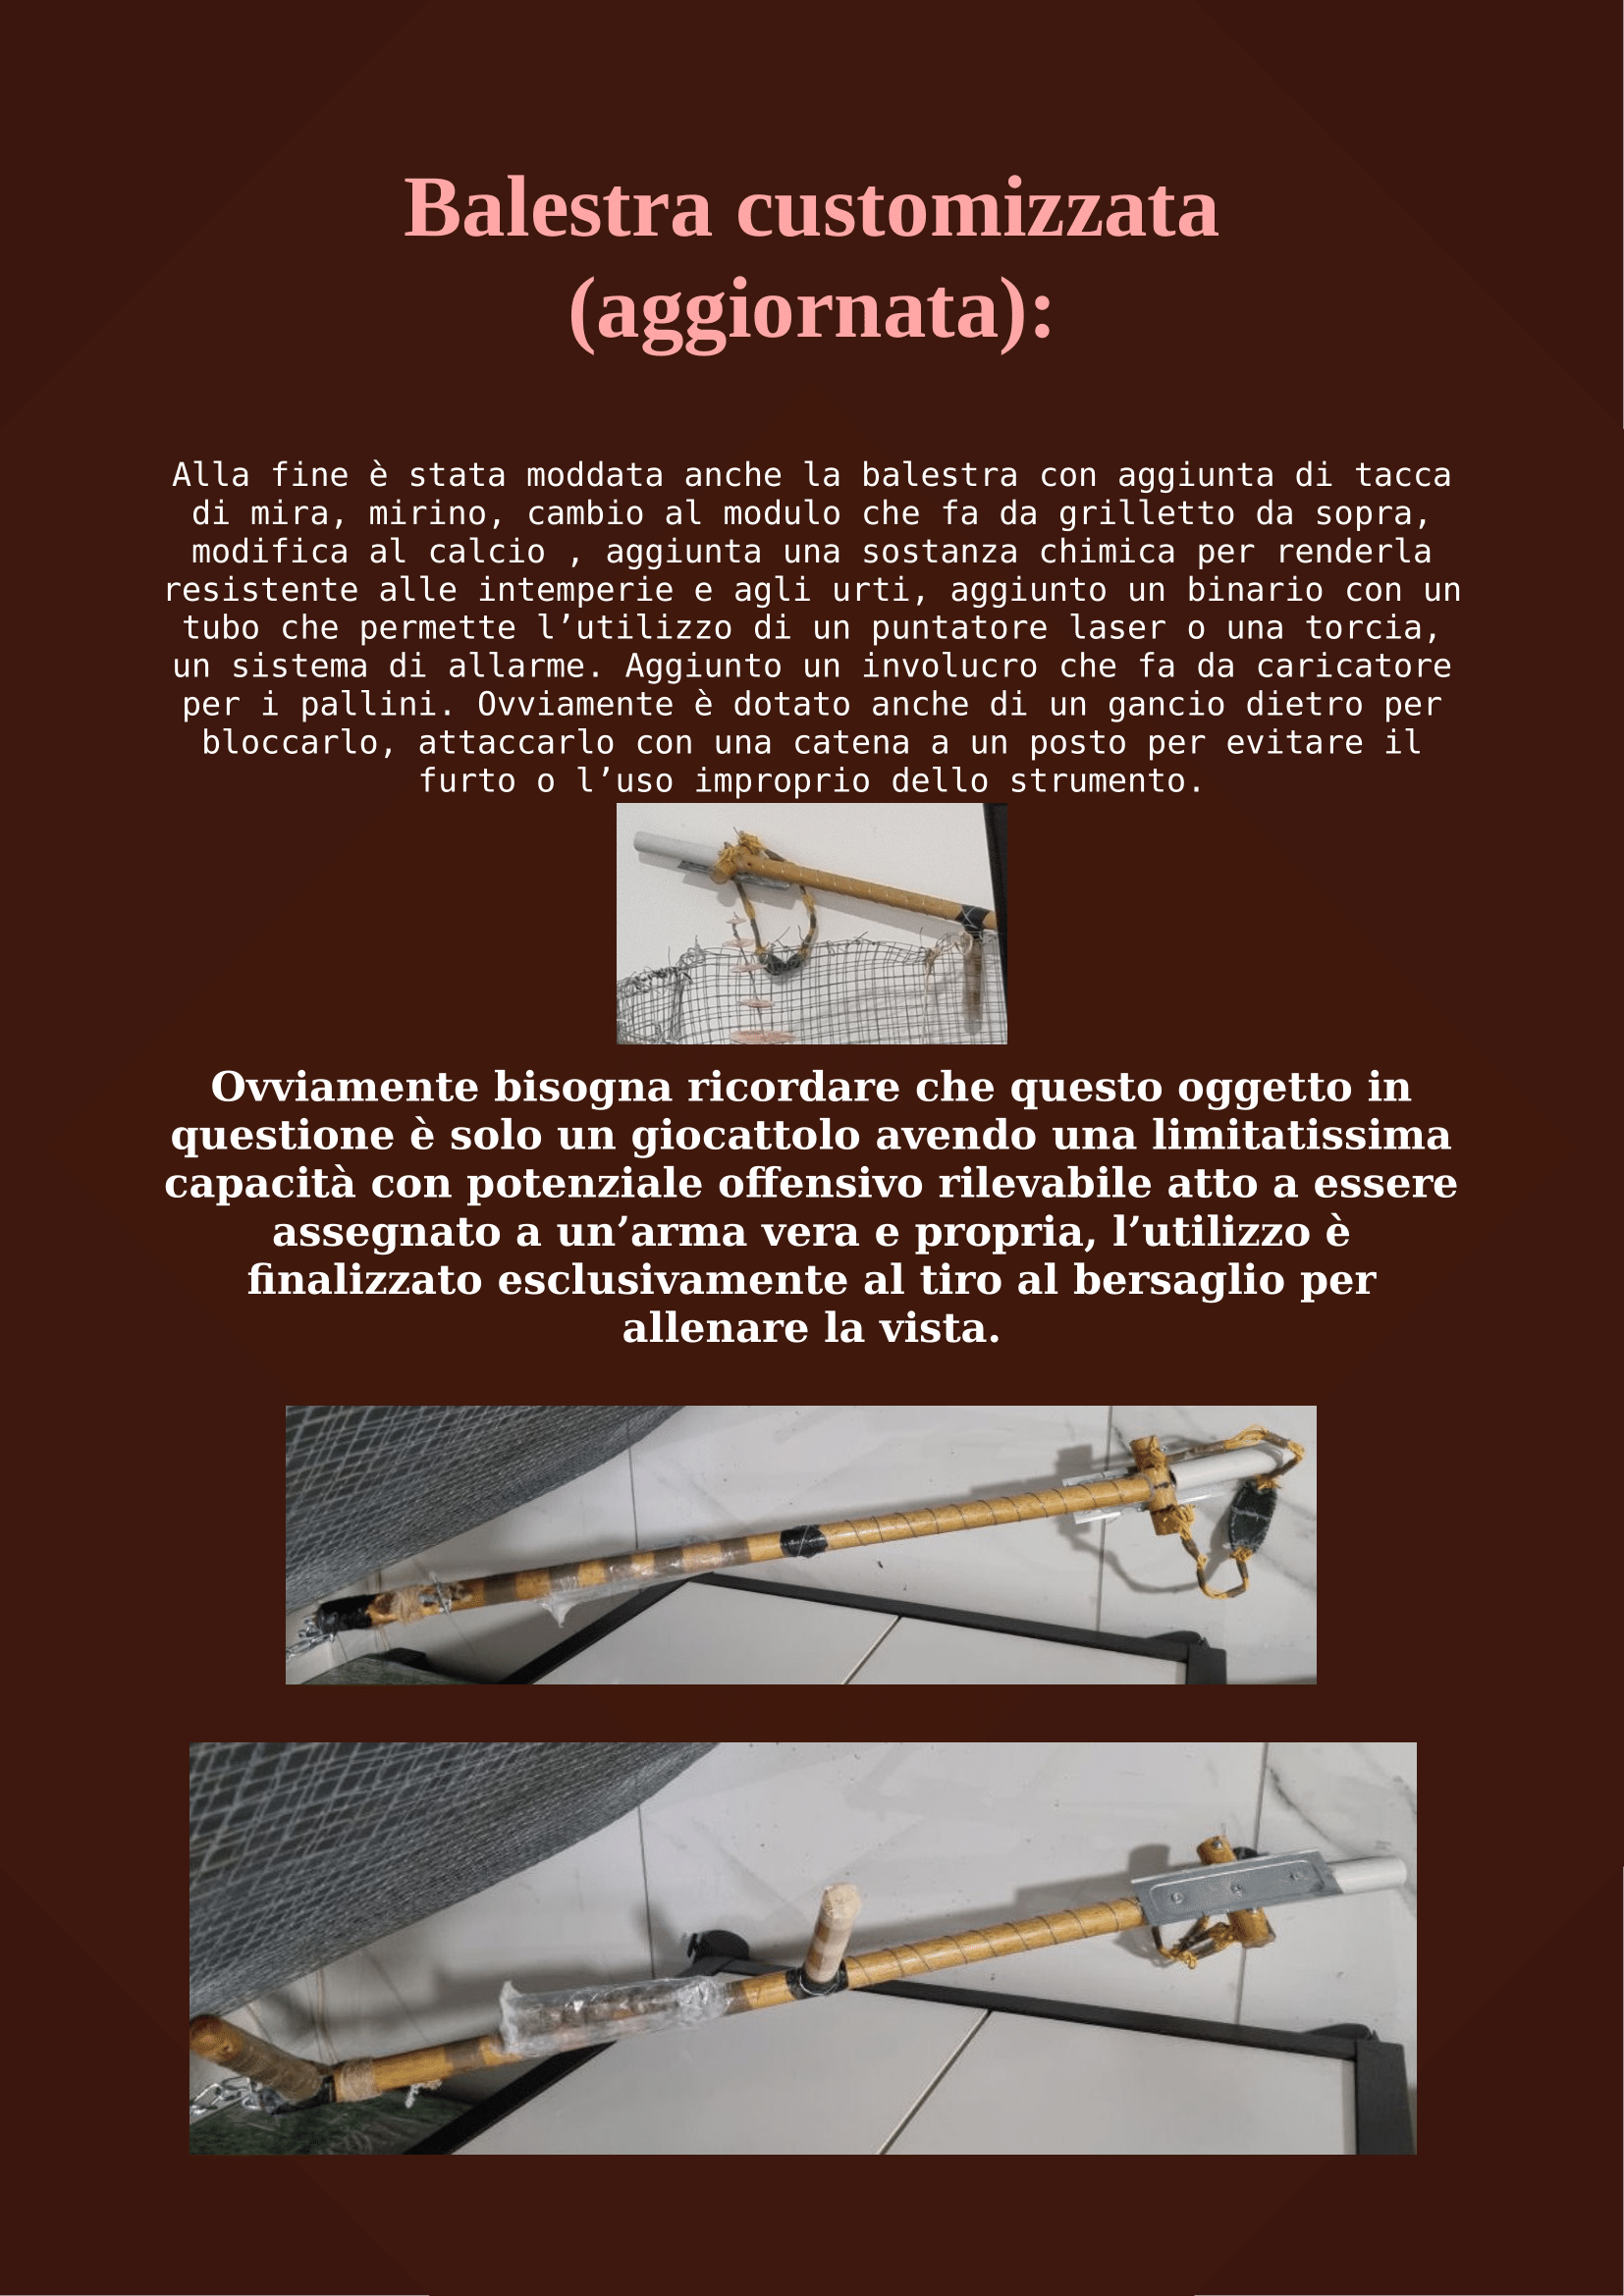 Balestra customizzata
(aggiornata):
Alla fine è stata moddata anche la balestra con aggiunta di tacca
di mira, mirino, cambio al modulo che fa da grilletto da sopra,
modifica al calcio , aggiunta una sostanza chimica per renderla
resistente alle intemperie e agli urti, aggiunto un binario con un
tubo che permette l’utilizzo di un puntatore laser o una torcia,
un sistema di allarme. Aggiunto un involucro che fa da caricatore
per i pallini. Ovviamente è dotato anche di un gancio dietro per
bloccarlo, attaccarlo con una catena a un posto per evitare il
furto o l’uso improprio dello strumento.
Ovviamente bisogna ricordare che questo oggetto in
questione è solo un giocattolo avendo una limitatissima
capacità con potenziale offensivo rilevabile atto a essere
assegnato a un’arma vera e propria, l’utilizzo è
finalizzato esclusivamente al tiro al bersaglio per
allenare la vista.